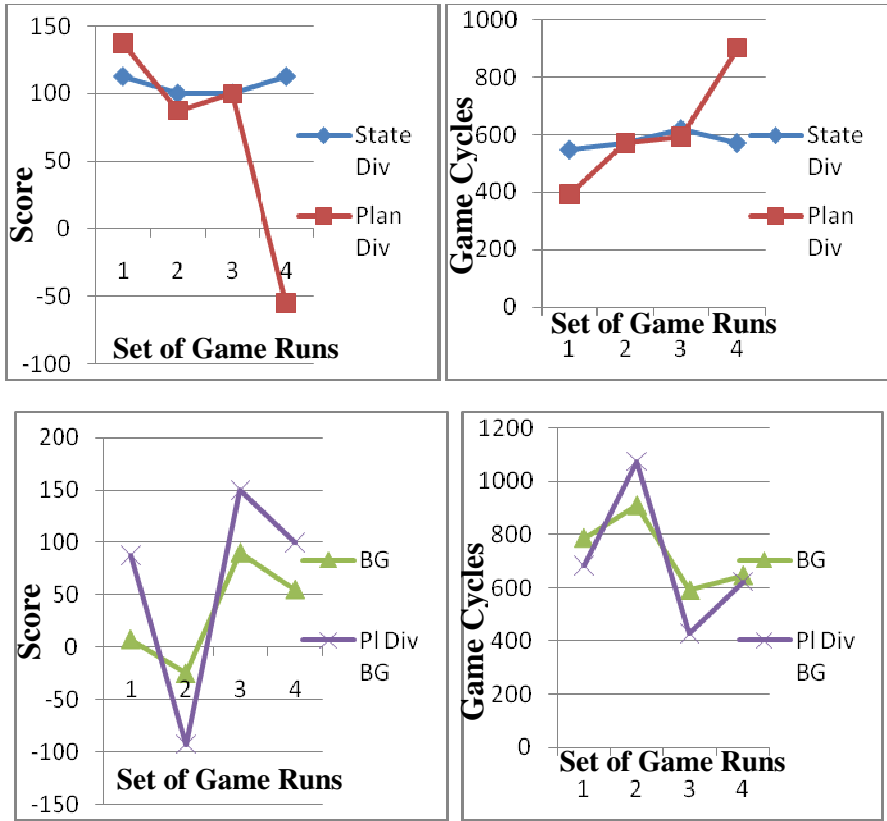 150
100
50
0
-50
-100
Score
1 2 3 4
Set of Game Runs
State
Div
Plan
Div
1000
800
600
400
200
0
Game Cycles
Set of Game Runs
1 2 3 4
State
Div
Plan
Div
200
150
100
50
0
-50
-100
-150
Score
1 2 3 4
Set of Game Runs
BG
Pl Div
BG
1200
1000
800
600
400
200
0
Game Cycles
Set of Game Runs
1 2 3 4
BG
Pl Div
BG